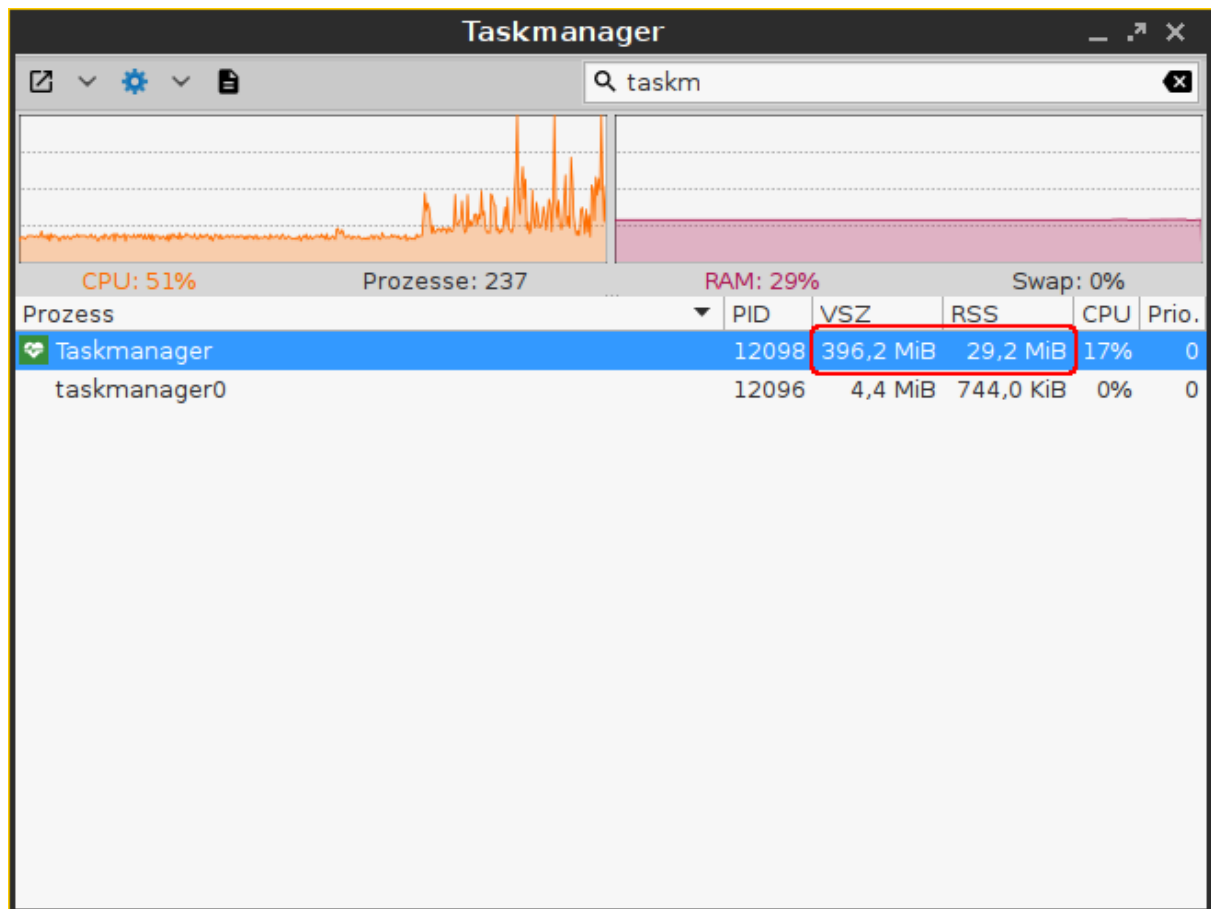 Taskmanager
taskm
CPU: 51% Prozesse: 237 RAM: 29% Swap: 0%
Prozess PID VSZ RSS CPU Prio.
Taskmanager 12098 396,2 MiB 29,2 MiB 17% 0
taskmanager0 12096 4,4 MiB 744,0 KiB 0% 0